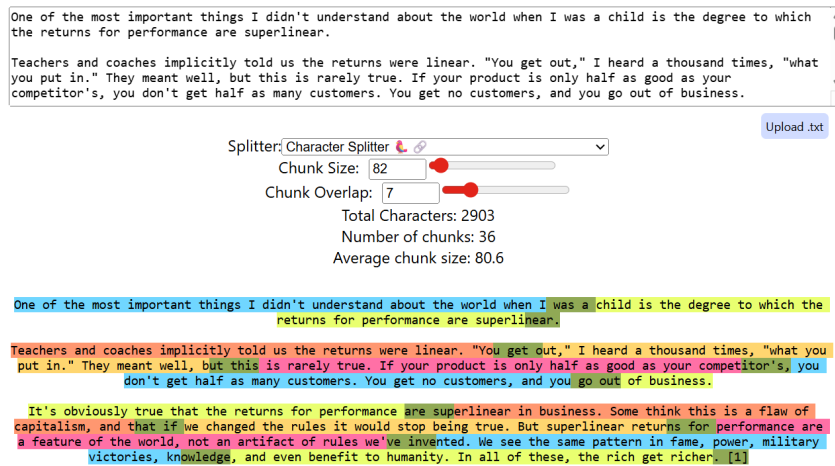 One of the most important things I didn't understand about the world when I was a child is the degree to which
the returns for performance are superlinear.
Teachers and coaches implicitly told us the returns were linear. "You get out," I heard a thousand times, "what
you put in." They meant well, but this is rarely true. If your product is only half as good as your
competitor's, you don't get half as many customers. You get no customers, and you go out of business.
Upload .txt
Splitter: Character Splitter 🦜 🔗
Chunk Size: 82
Chunk Overlap: 7
Total Characters: 2903
Number of chunks: 36
Average chunk size: 80.6
One of the most important things I didn't understand about the world when I was a child is the degree to which the
returns for performance are superlinear.
Teachers and coaches implicitly told us the returns were linear. "You get out," I heard a thousand times, "what you
put in." They meant well, but this is rarely true. If your product is only half as good as your competitor's, you
don't get half as many customers. You get no customers, and you go out of business.
It's obviously true that the returns for performance are superlinear in business. Some think this is a flaw of
capitalism, and that if we changed the rules it would stop being true. But superlinear returns for performance are
a feature of the world, not an artifact of rules we've invented. We see the same pattern in fame, power, military
victories, knowledge, and even benefit to humanity. In all of these, the rich get richer. [1]